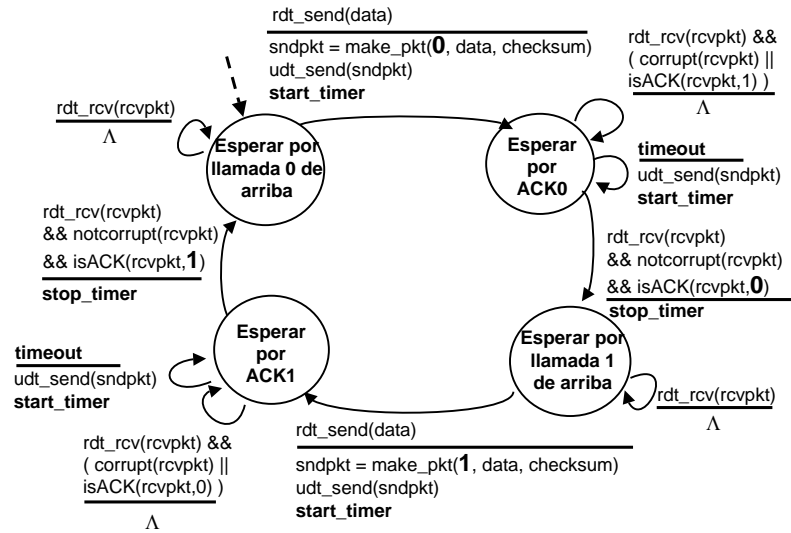 rdt_send(data)
sndpkt = make_pkt(0, data, checksum)
udt_send(sndpkt)
start_timer
rdt_rcv(rcvpkt) &&
( corrupt(rcvpkt) ||
isACK(rcvpkt,1) )
Λ
rdt_rcv(rcvpkt)
Λ
Esperar por
llamada 0 de
arriba
Esperar
por
ACK0
timeout
udt_send(sndpkt)
start_timer
rdt_rcv(rcvpkt)
&& notcorrupt(rcvpkt)
&& isACK(rcvpkt,1)
stop_timer
rdt_rcv(rcvpkt)
&& notcorrupt(rcvpkt)
&& isACK(rcvpkt,0)
stop_timer
Esperar
por
ACK1
Esperar por
llamada 1
de arriba
timeout
udt_send(sndpkt)
start_timer
rdt_rcv(rcvpkt)
Λ
rdt_rcv(rcvpkt) &&
( corrupt(rcvpkt) ||
isACK(rcvpkt,0) )
Λ
rdt_send(data)
sndpkt = make_pkt(1, data, checksum)
udt_send(sndpkt)
start_timer